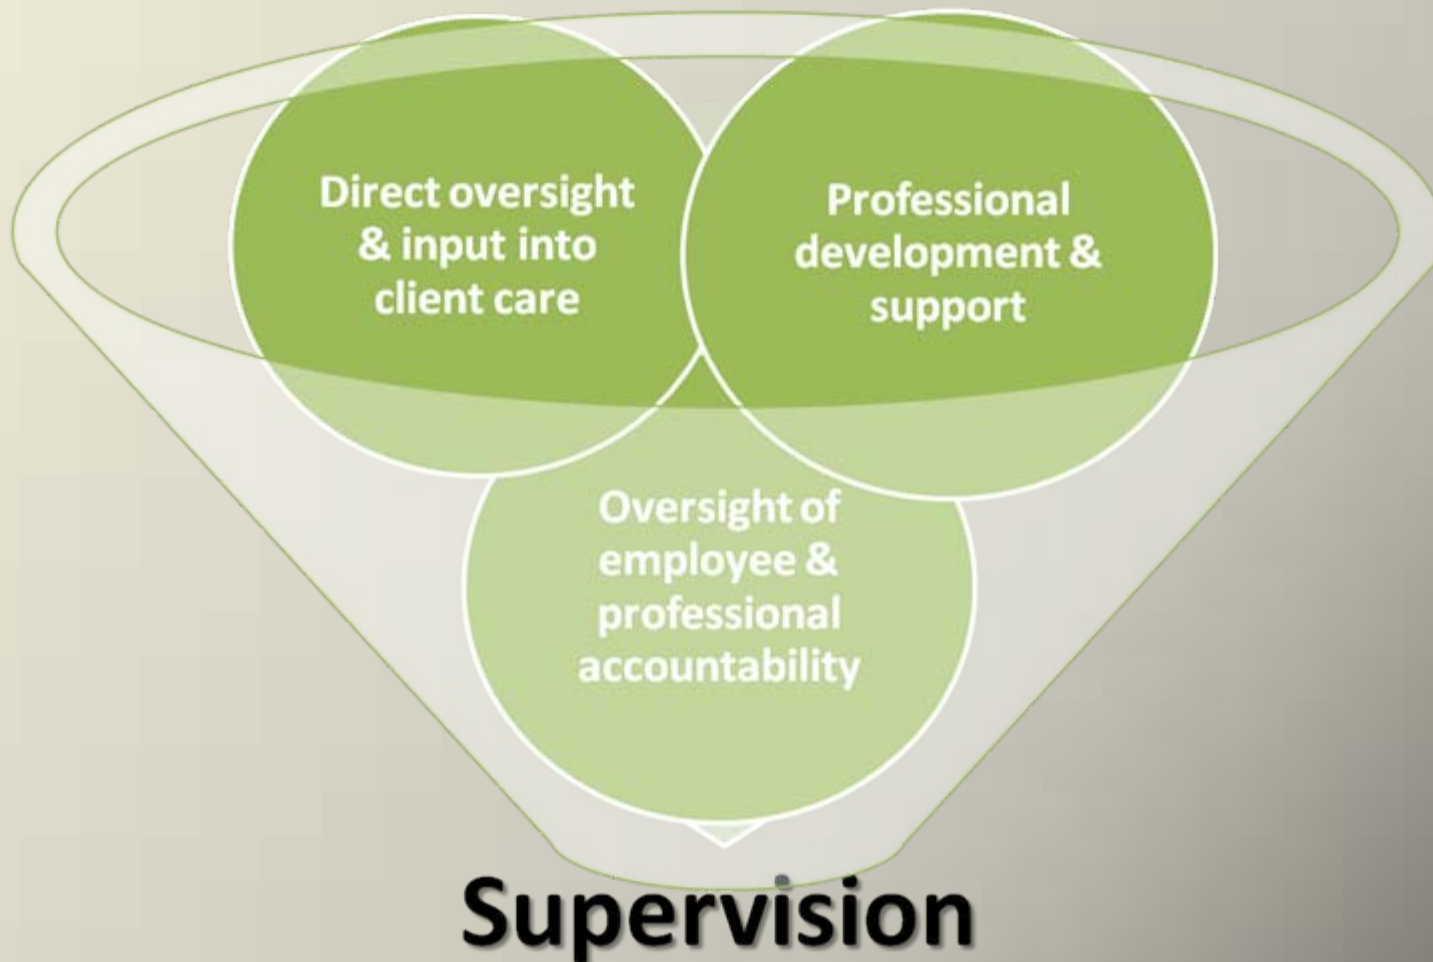 Direct oversight
& input into
client care
Professional
development &
support
Oversight of
employee &
professional
accountability
Supervision